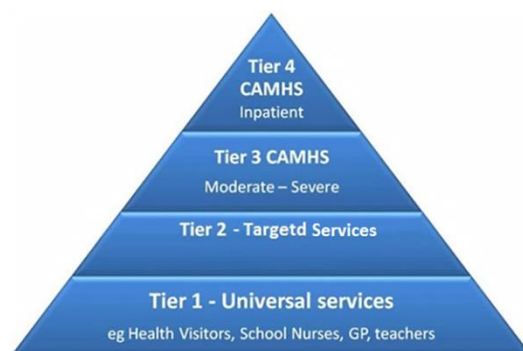 Tier 4
CAMHS
Inpatient
Tier 3 CAMHS
Moderate – Severe
Tier 2 - Targetd Services
Tier 1 - Universal services
eg Health Visitors, School Nurses, GP, teachers